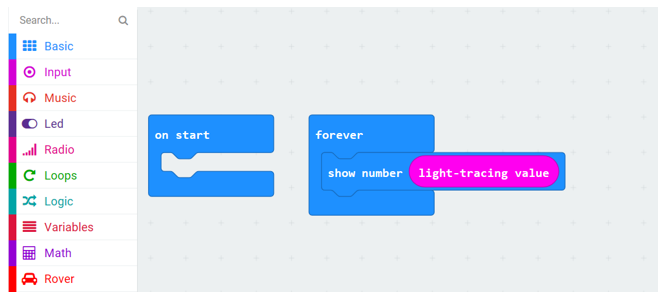 Search...
Basic
Input
Music
Led
Radio
Loops
Logic
Variables
Math
Rover
on start
forever
show number light-tracing value